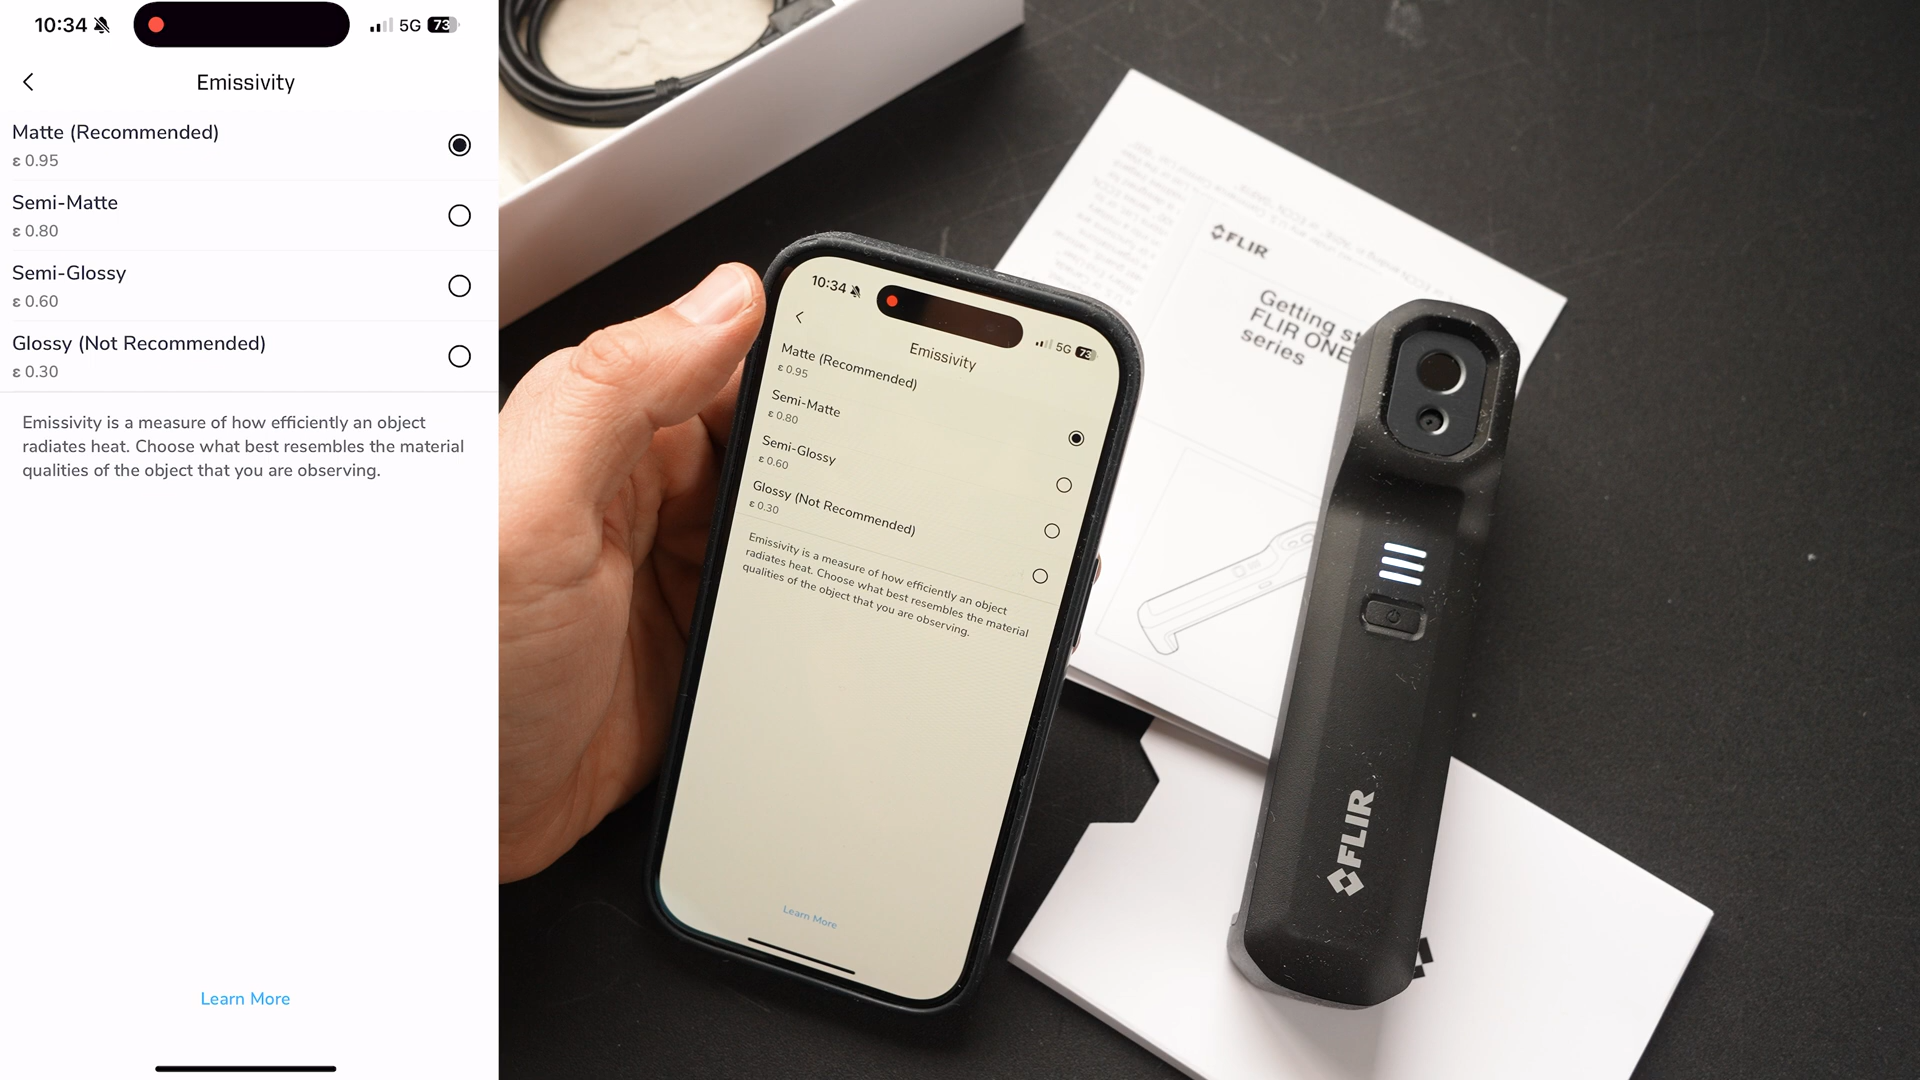 10:34 5G 73
Emissivity
Matte (Recommended)
ε 0.95
Semi-Matte
ε 0.80
Semi-Glossy
ε 0.60
Glossy (Not Recommended)
ε 0.30
Emissivity is a measure of how efficiently an object
radiates heat. Choose what best resembles the material
qualities of the object that you are observing.
Learn More
10:34 5G 73
Emissivity
Matte (Recommended)
ε 0.95
Semi-Matte
ε 0.80
Semi-Glossy
ε 0.60
Glossy (Not Recommended)
ε 0.30
Emissivity is a measure of how efficiently an object
radiates heat. Choose what best resembles the material
qualities of the object that you are observing.
Learn More
FLIR
Getting
FLIR ONE
series
FLIR